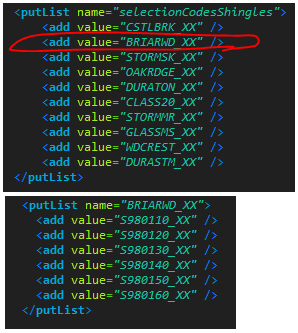 <putList name="selectionCodesShingles">
<add value="CSTLBRK_XX" />
<add value="BRIARWD_XX" />
<add value="STORMSK_XX" />
<add value="OAKRDGE_XX" />
<add value="DURATON_XX" />
<add value="CLASS20_XX" />
<add value="STORMMR_XX" />
<add value="GLASSMS_XX" />
<add value="WDCREST_XX" />
<add value="DURASTM_XX" />
</putList>
<putList name="BRIARWD_XX">
<add value="S980110_XX" />
<add value="S980120_XX" />
<add value="S980130_XX" />
<add value="S980140_XX" />
<add value="S980150_XX" />
<add value="S980160_XX" />
</putList>